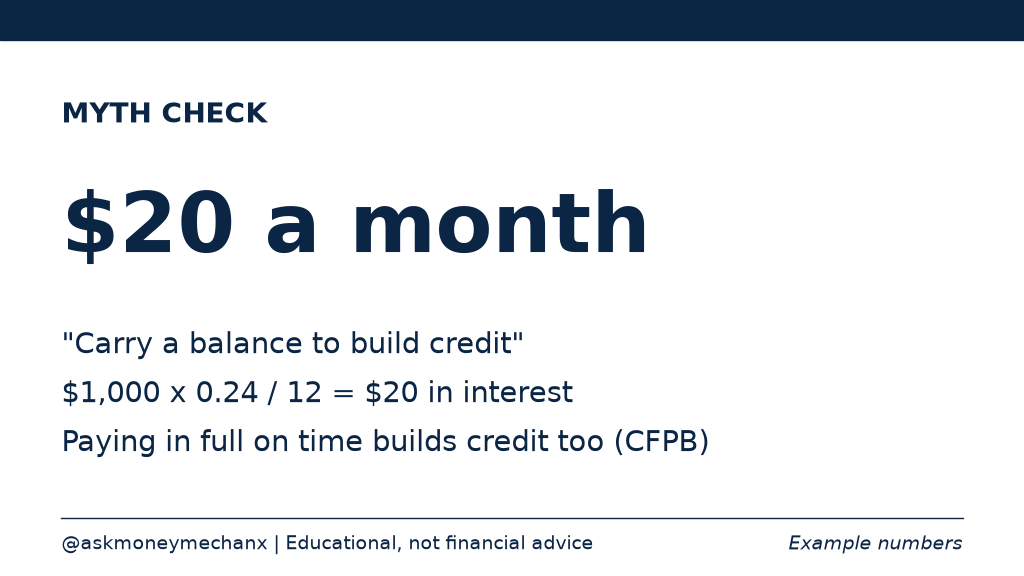 MYTH CHECK
$20 a month
"Carry a balance to build credit"
$1,000 x 0.24 / 12 = $20 in interest
Paying in full on time builds credit too (CFPB)
@askmoneymechanx | Educational, not financial advice
Example numbers